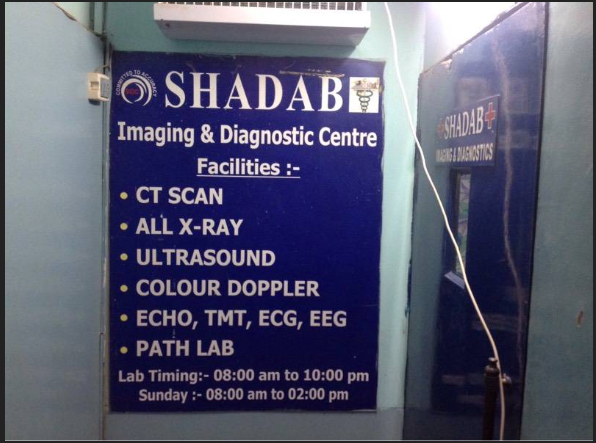 COMMITTED TO ACCURACY
SHADAB
Imaging & Diagnostic Centre
Facilities :-
• CT SCAN
• ALL X-RAY
• ULTRASOUND
• COLOUR DOPPLER
• ECHO, TMT, ECG, EEG
• PATH LAB
Lab Timing:- 08:00 am to 10:00 pm
Sunday :- 08:00 am to 02:00 pm
SHADAB
IMAGING & DIAGNOSTICS